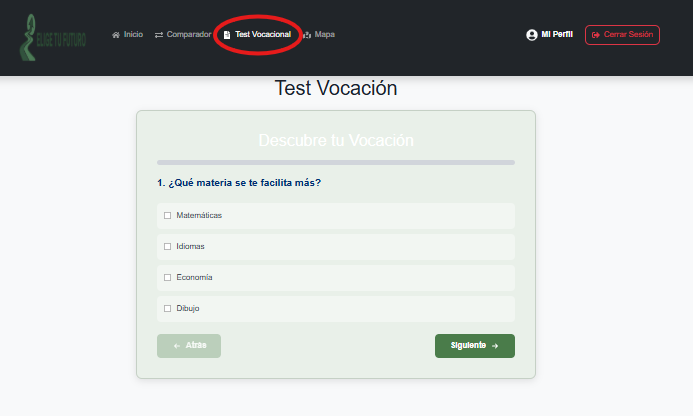 ELIGE TU FUTURO
Inicio
Comparador
Test Vocacional
Mapa
Mi Perfil
Cerrar Sesión
Test Vocación
Descubre tu Vocación
1. ¿Qué materia se te facilita más?
Matemáticas
Idiomas
Economía
Dibujo
Atrás
Siguiente